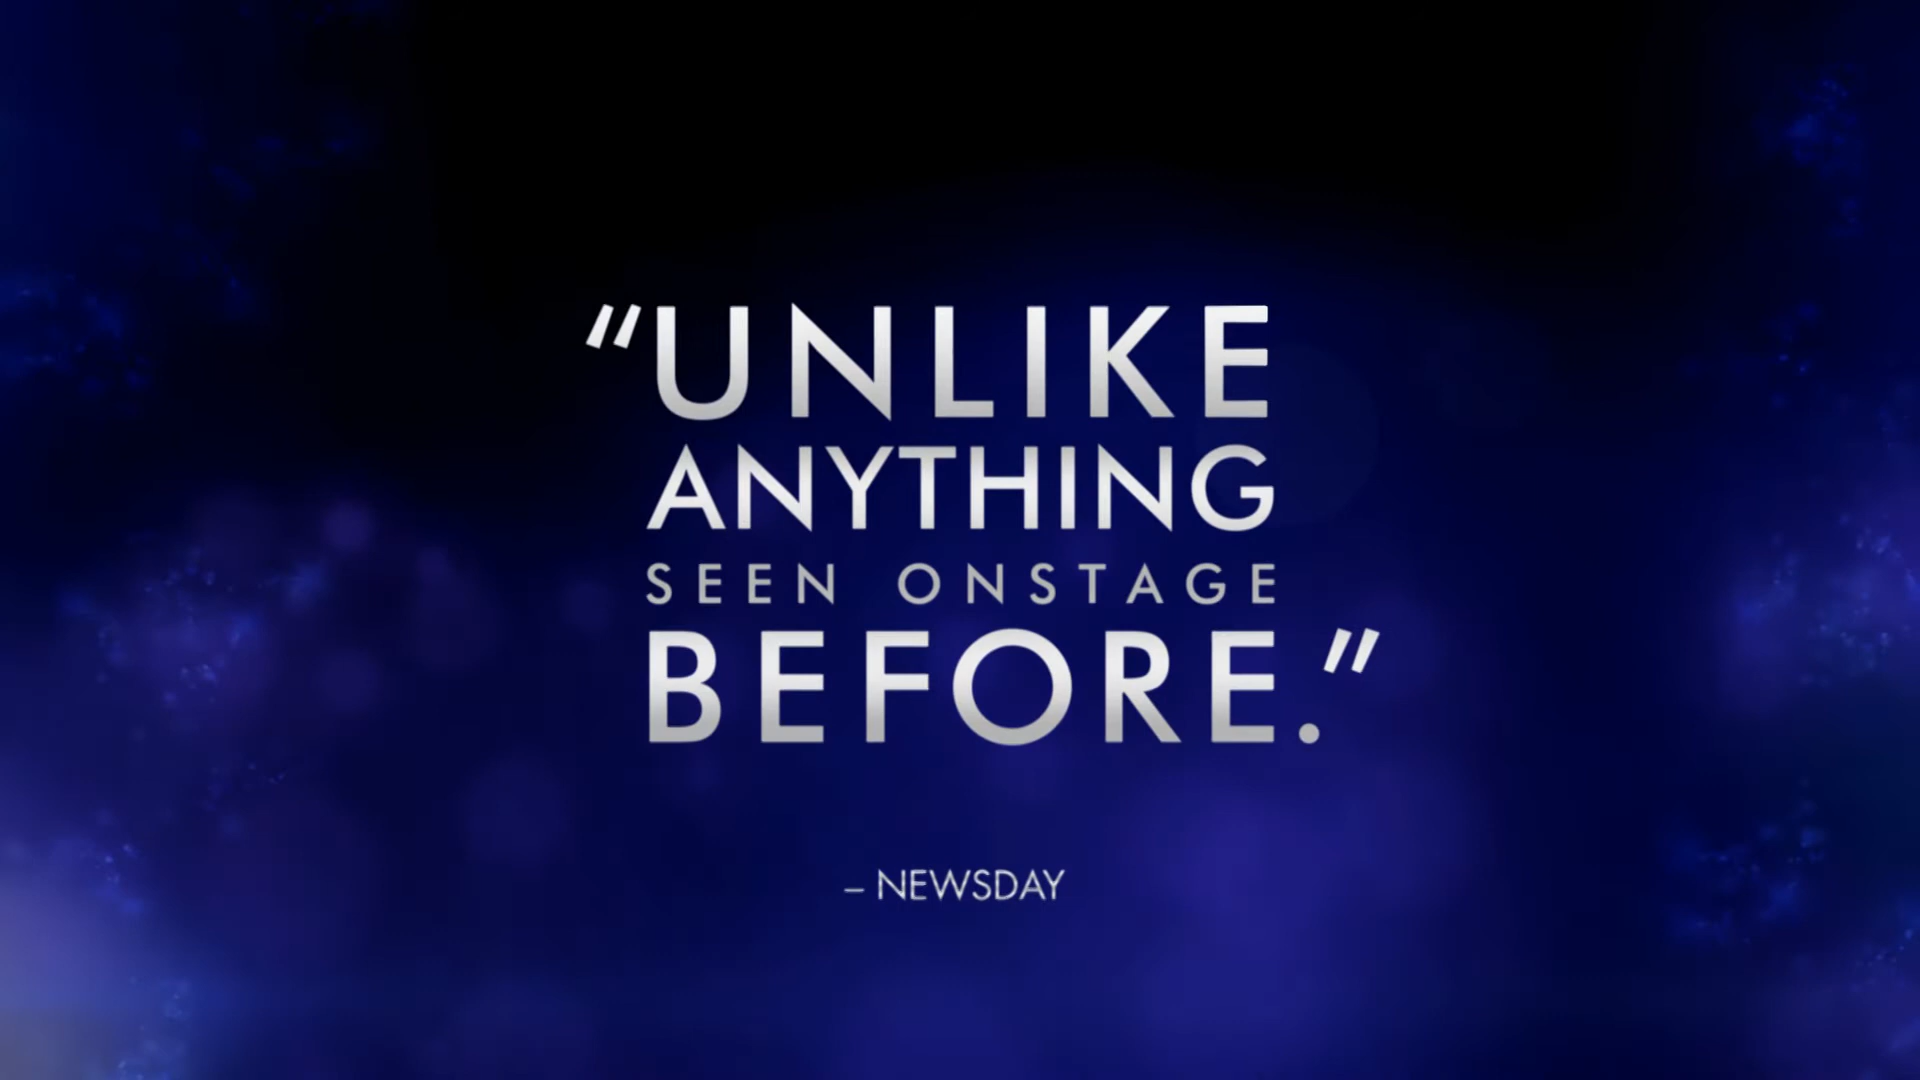 “UNLIKE
ANYTHING
SEEN ONSTAGE
BEFORE.”
– NEWSDAY